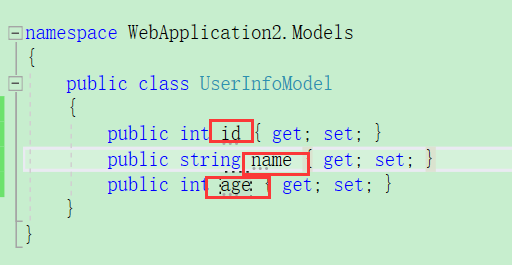 namespace WebApplication2.Models
{
public class UserInfoModel
{
public int id { get; set; }
public string name { get; set; }
public int age { get; set; }
}
}